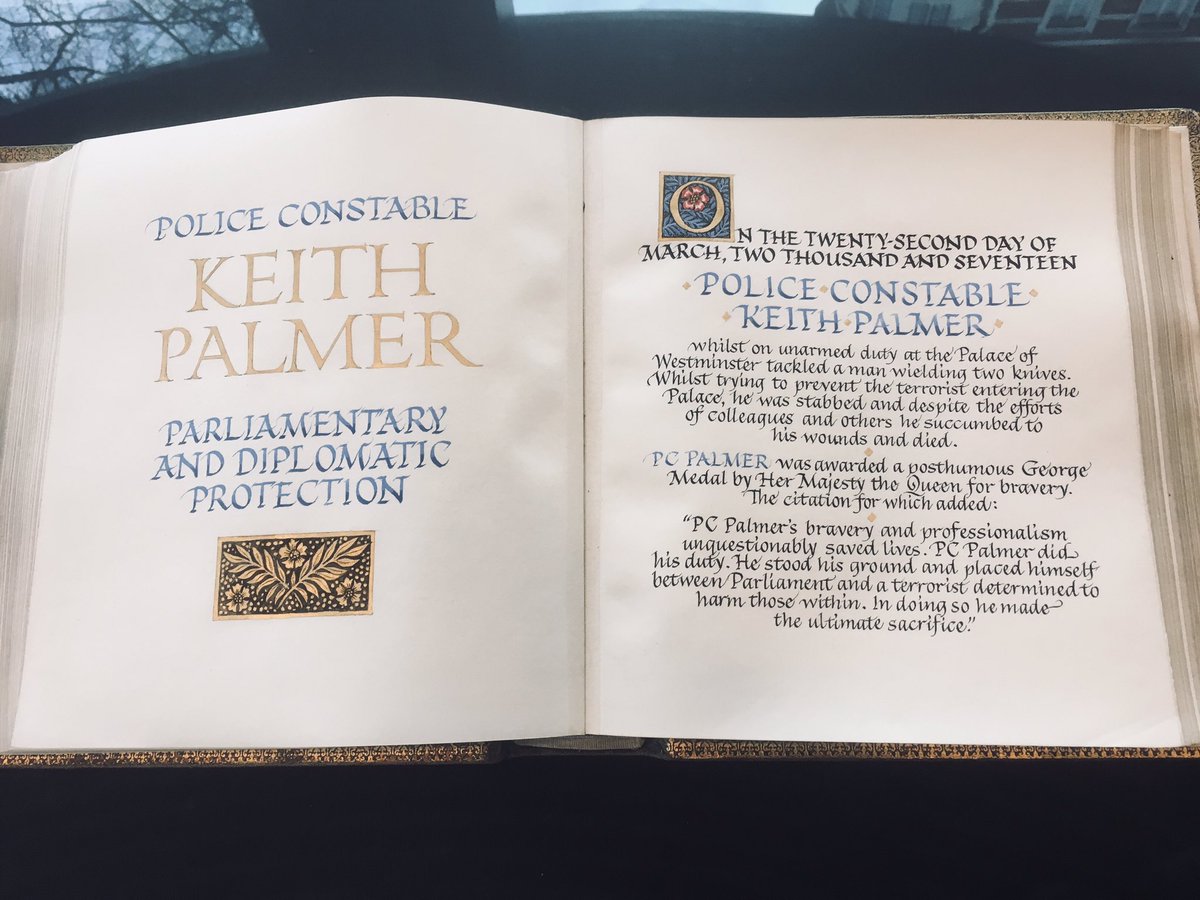 POLICE CONSTABLE
KEITH
PALMER
PARLIAMENTARY
AND DIPLOMATIC
PROTECTION
ON THE TWENTY-SECOND DAY OF
MARCH, TWO THOUSAND AND SEVENTEEN
POLICE·CONSTABLE
KEITH·PALMER
whilst on unarmed duty at the Palace of
Westminster tackled a man wielding two knives.
Whilst trying to prevent the terrorist entering the
Palace, he was stabbed and despite the efforts
of colleagues and others he succumbed to
his wounds and died.
PC PALMER was awarded a posthumous George
Medal by Her Majesty the Queen for bravery.
The citation for which added:
“PC Palmer's bravery and professionalism
unquestionably saved lives. PC Palmer did
his duty. He stood his ground and placed himself
between Parliament and a terrorist determined to
harm those within. In doing so he made
the ultimate sacrifice.”